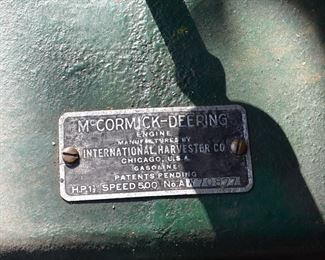 McCORMICK-DEERING
ENGINE
MANUFACTURED BY
INTERNATIONAL HARVESTER CO
CHICAGO, U.S.A.
GASOLINE
PATENTS PENDING
H.P. 1½ SPEED 500 No. A